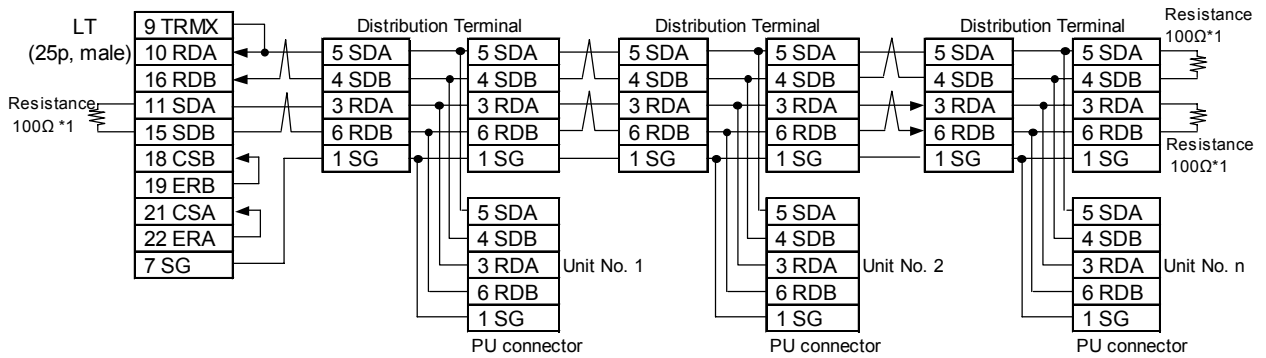 LT
(25p, male)
9 TRMX
10 RDA
16 RDB
11 SDA
15 SDB
18 CSB
19 ERB
21 CSA
22 ERA
7 SG
Resistance
100Ω *1
Distribution Terminal
5 SDA
4 SDB
3 RDA
6 RDB
1 SG
5 SDA
4 SDB
3 RDA
6 RDB
1 SG
5 SDA
4 SDB
3 RDA
6 RDB
1 SG
Unit No. 1
PU connector
Distribution Terminal
5 SDA
4 SDB
3 RDA
6 RDB
1 SG
5 SDA
4 SDB
3 RDA
6 RDB
1 SG
5 SDA
4 SDB
3 RDA
6 RDB
1 SG
Unit No. 2
PU connector
Distribution Terminal
5 SDA
4 SDB
3 RDA
6 RDB
1 SG
5 SDA
4 SDB
3 RDA
6 RDB
1 SG
Resistance
100Ω*1
Resistance
100Ω*1
5 SDA
4 SDB
3 RDA
6 RDB
1 SG
Unit No. n
PU connector